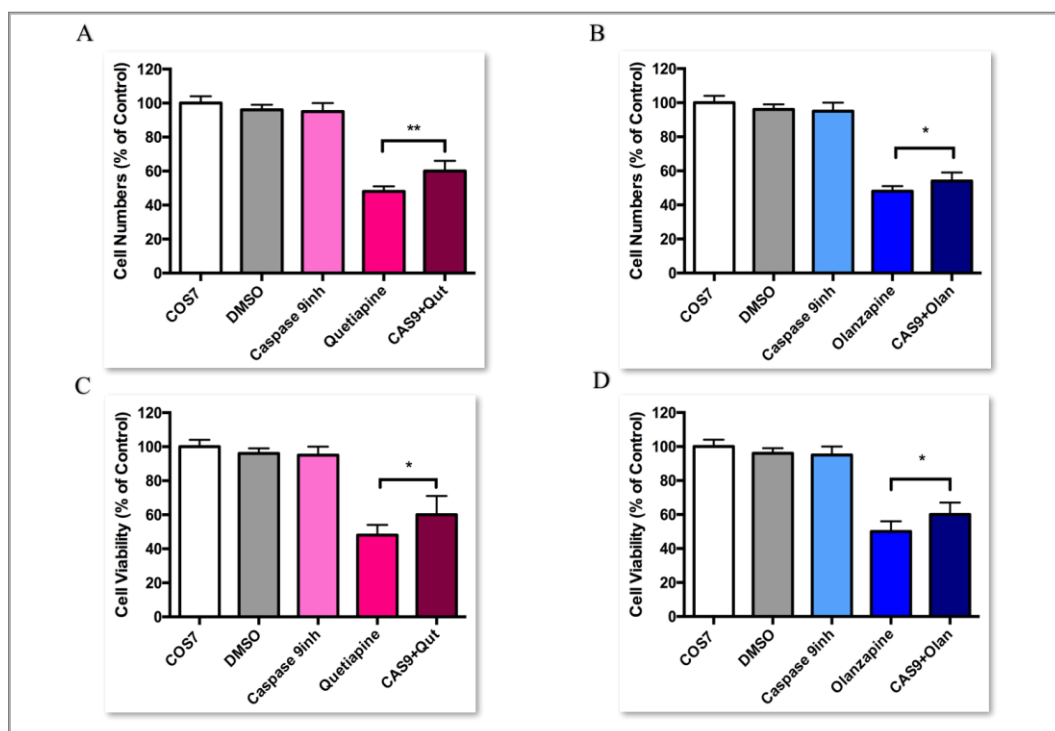 A
Cell Numbers (% of Control)
120
100
80
60
40
20
0
**
COS7
DMSO
Caspase 9inh
Quetiapine
CAS9+Qut
B
Cell Numbers (% of Control)
120
100
80
60
40
20
0
*
COS7
DMSO
Caspase 9inh
Olanzapine
CAS9+Olan
C
Cell Viability (% of Control)
120
100
80
60
40
20
0
*
COS7
DMSO
Caspase 9inh
Quetiapine
CAS9+Qut
D
Cell Viability (% of Control)
120
100
80
60
40
20
0
*
COS7
DMSO
Caspase 9inh
Olanzapine
CAS9+Olan